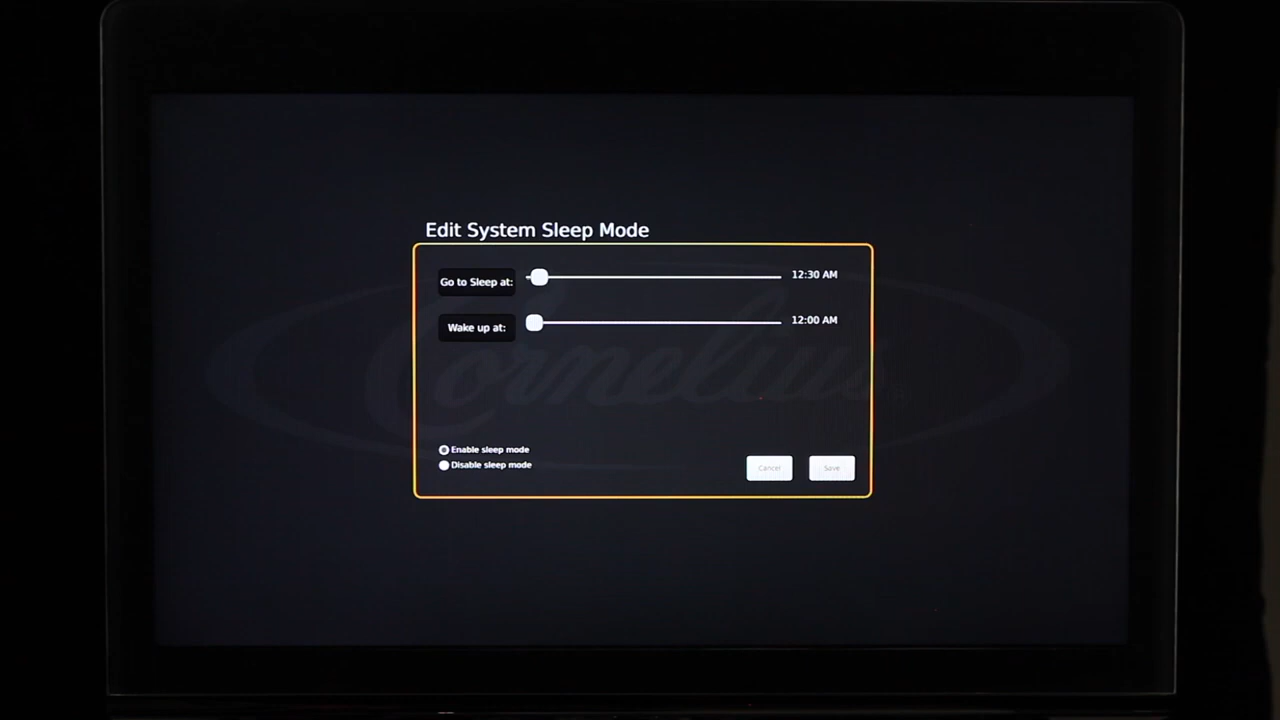 Edit System Sleep Mode
Go to Sleep at:
12:30 AM
Wake up at:
12:00 AM
Cornelius
Enable sleep mode
Disable sleep mode
Cancel
Save